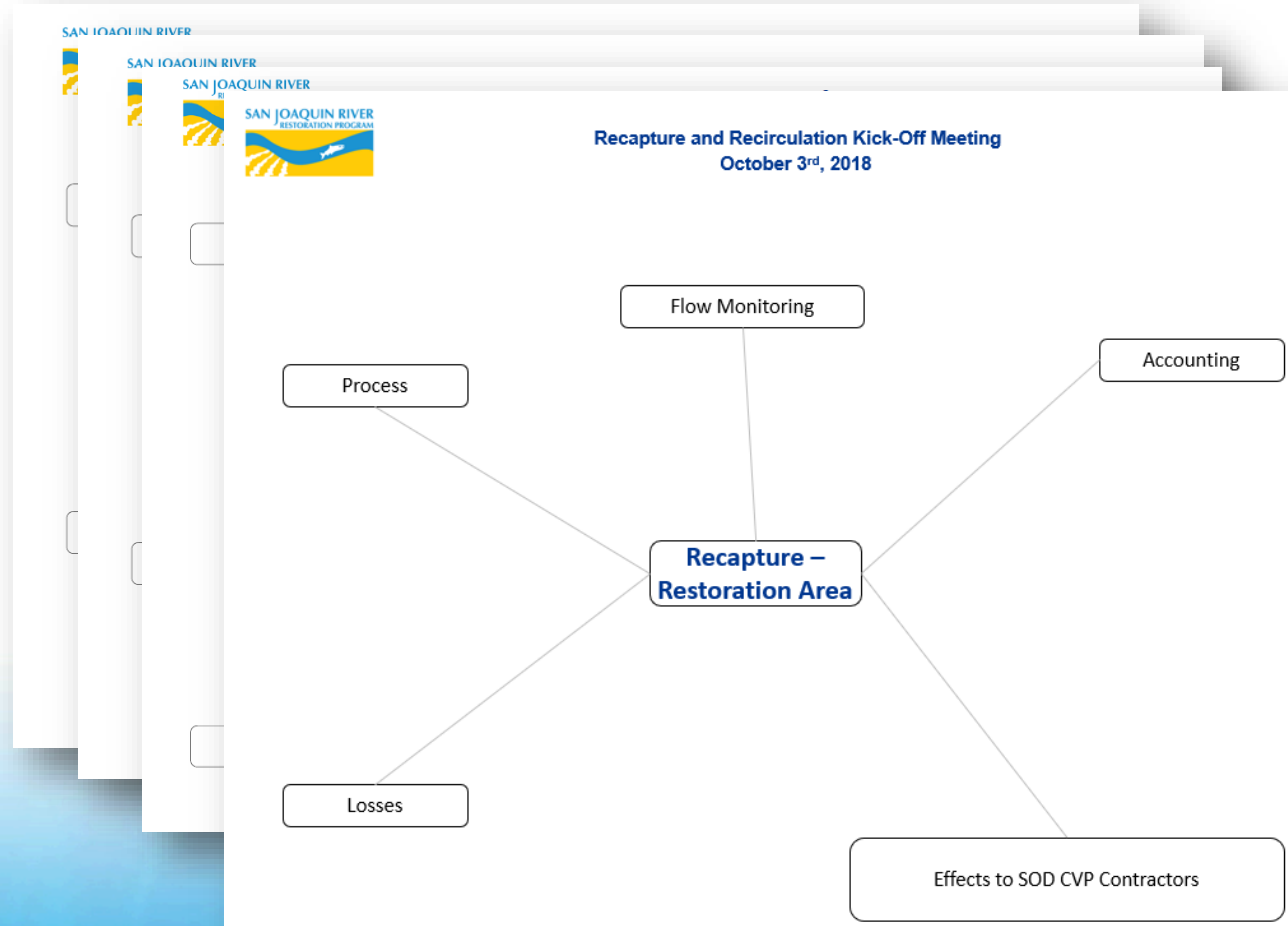 SAN JOAQUIN RIVER
SAN JOAQUIN RIVER
SAN JOAQUIN RIVER
SAN JOAQUIN RIVER
RESTORATION PROGRAM
Recapture and Recirculation Kick-Off Meeting
October 3rd, 2018
Flow Monitoring
Accounting
Process
Recapture –
Restoration Area
Losses
Effects to SOD CVP Contractors